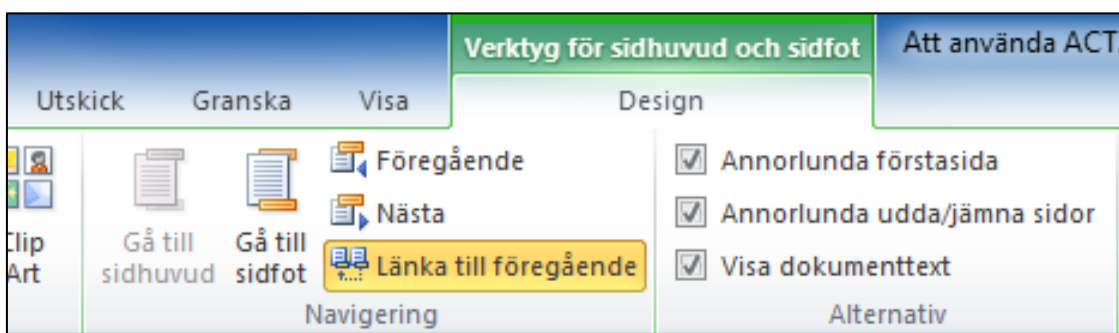 Verktyg för sidhuvud och sidfot
Att använda ACT
Utskick
Granska
Visa
Design
Clip
Art
Gå till
sidhuvud
Gå till
sidfot
Föregående
Nästa
Länka till föregående
Navigering
Annorlunda förstasida
Annorlunda udda/jämna sidor
Visa dokumenttext
Alternativ